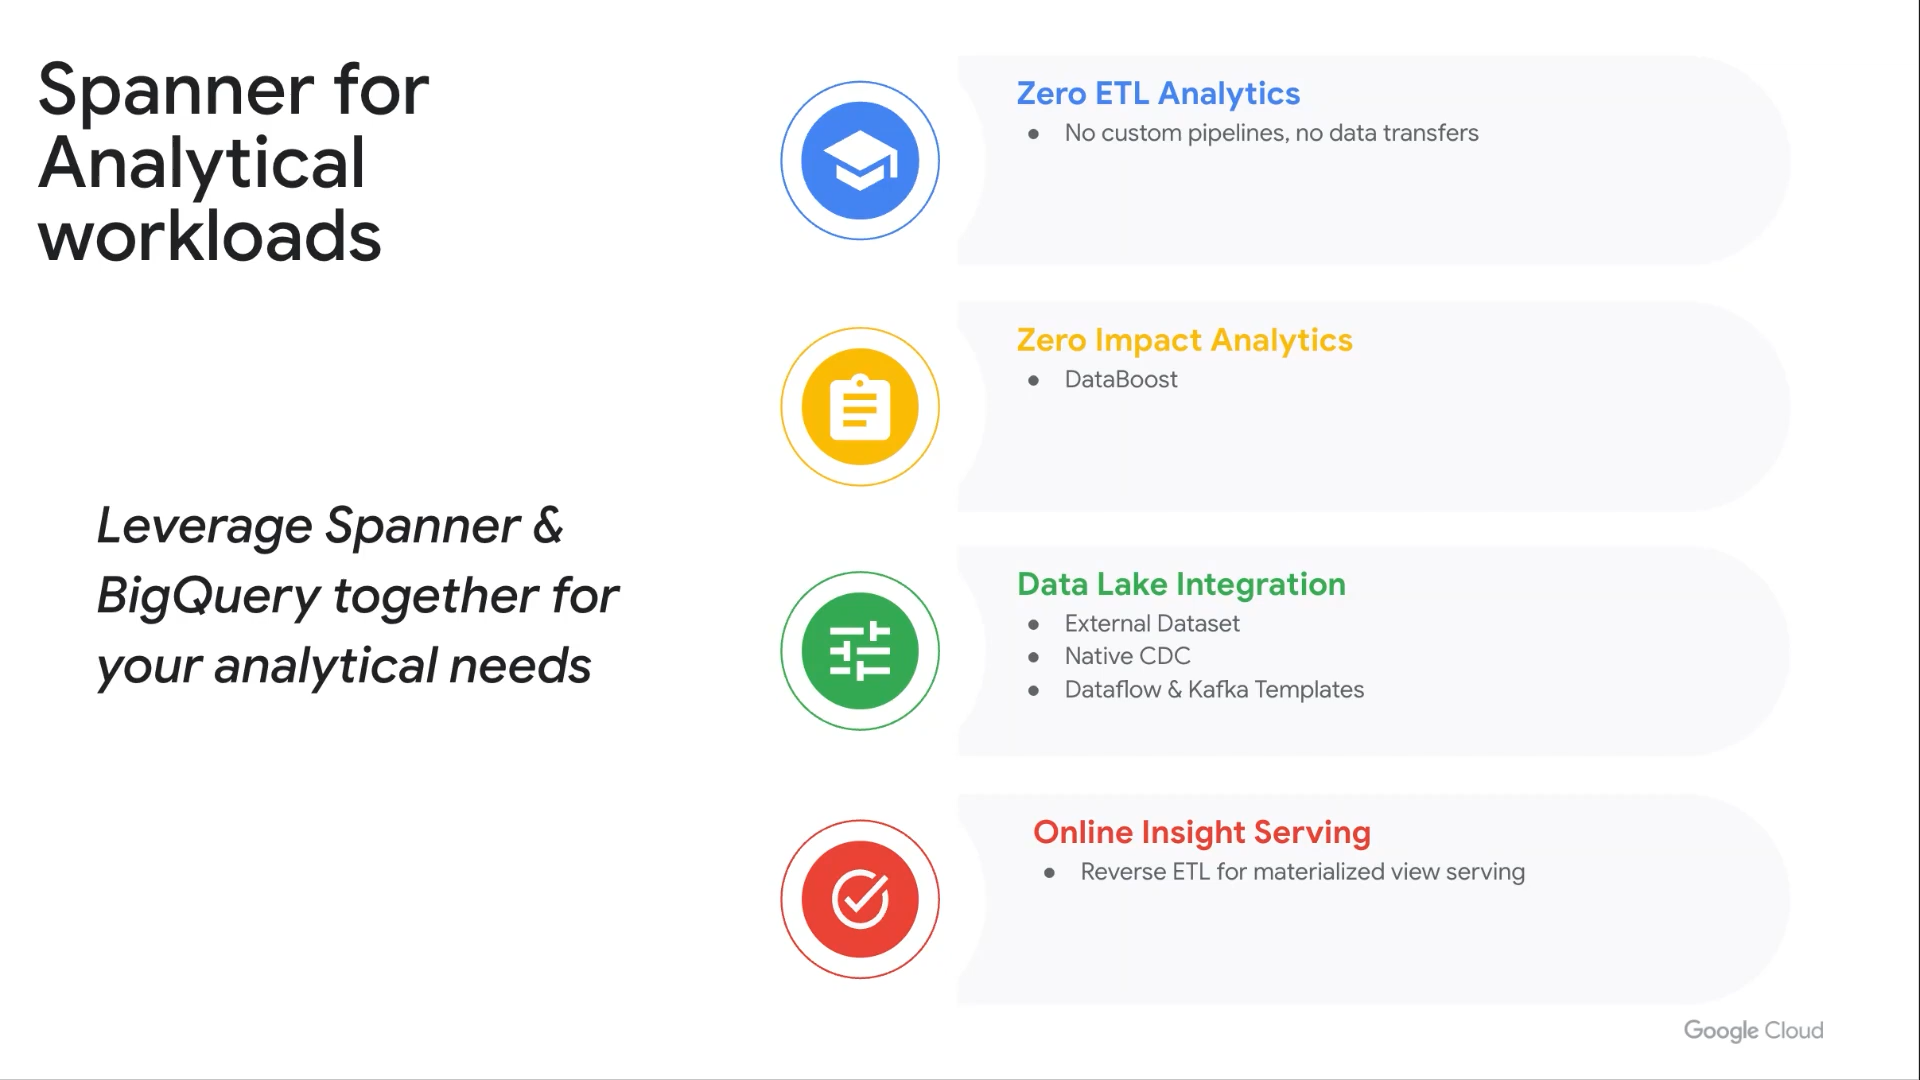 Spanner for
Analytical
workloads
Leverage Spanner &
BigQuery together for
your analytical needs
Zero ETL Analytics
● No custom pipelines, no data transfers
Zero Impact Analytics
● DataBoost
Data Lake Integration
● External Dataset
● Native CDC
● Dataflow & Kafka Templates
Online Insight Serving
● Reverse ETL for materialized view serving
Google Cloud